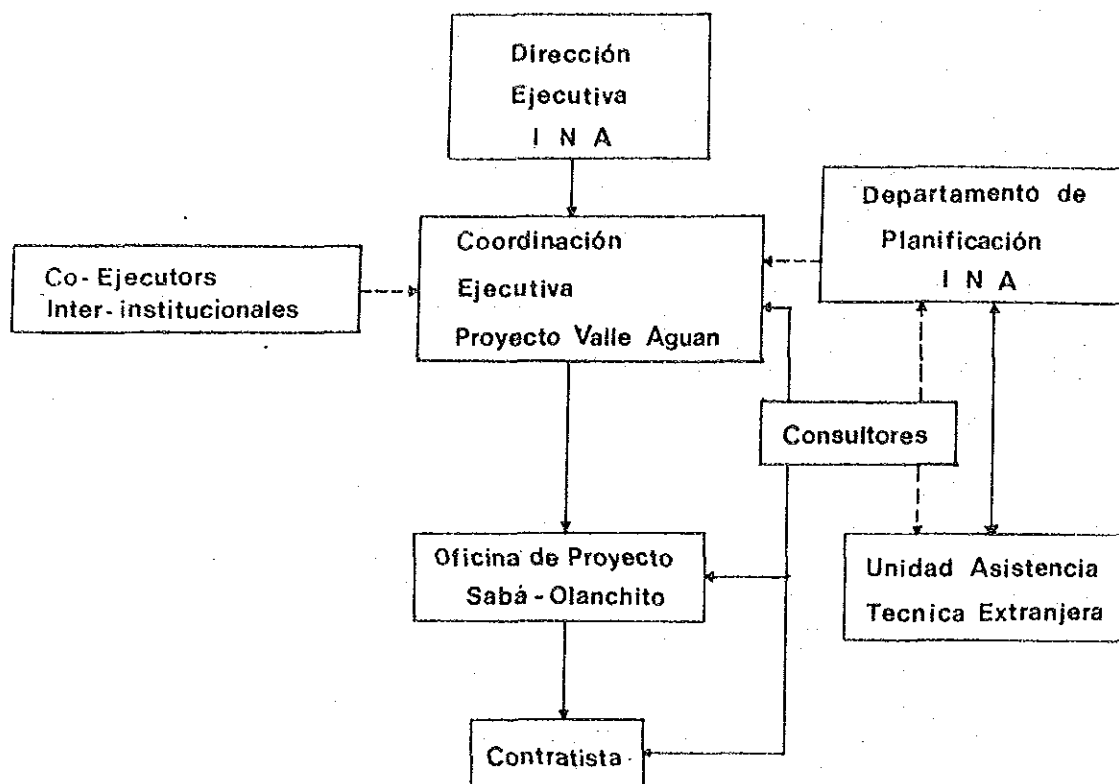 Dirección
Ejecutiva
I N A
Departamento de
Planificación
I N A
Coordinación
Ejecutiva
Proyecto Valle Aguan
Co-Ejecutors
Inter-institucionales
Consultores
Oficina de Proyecto
Sabá-Olanchito
Unidad Asistencia
Tecnica Extranjera
Contratista